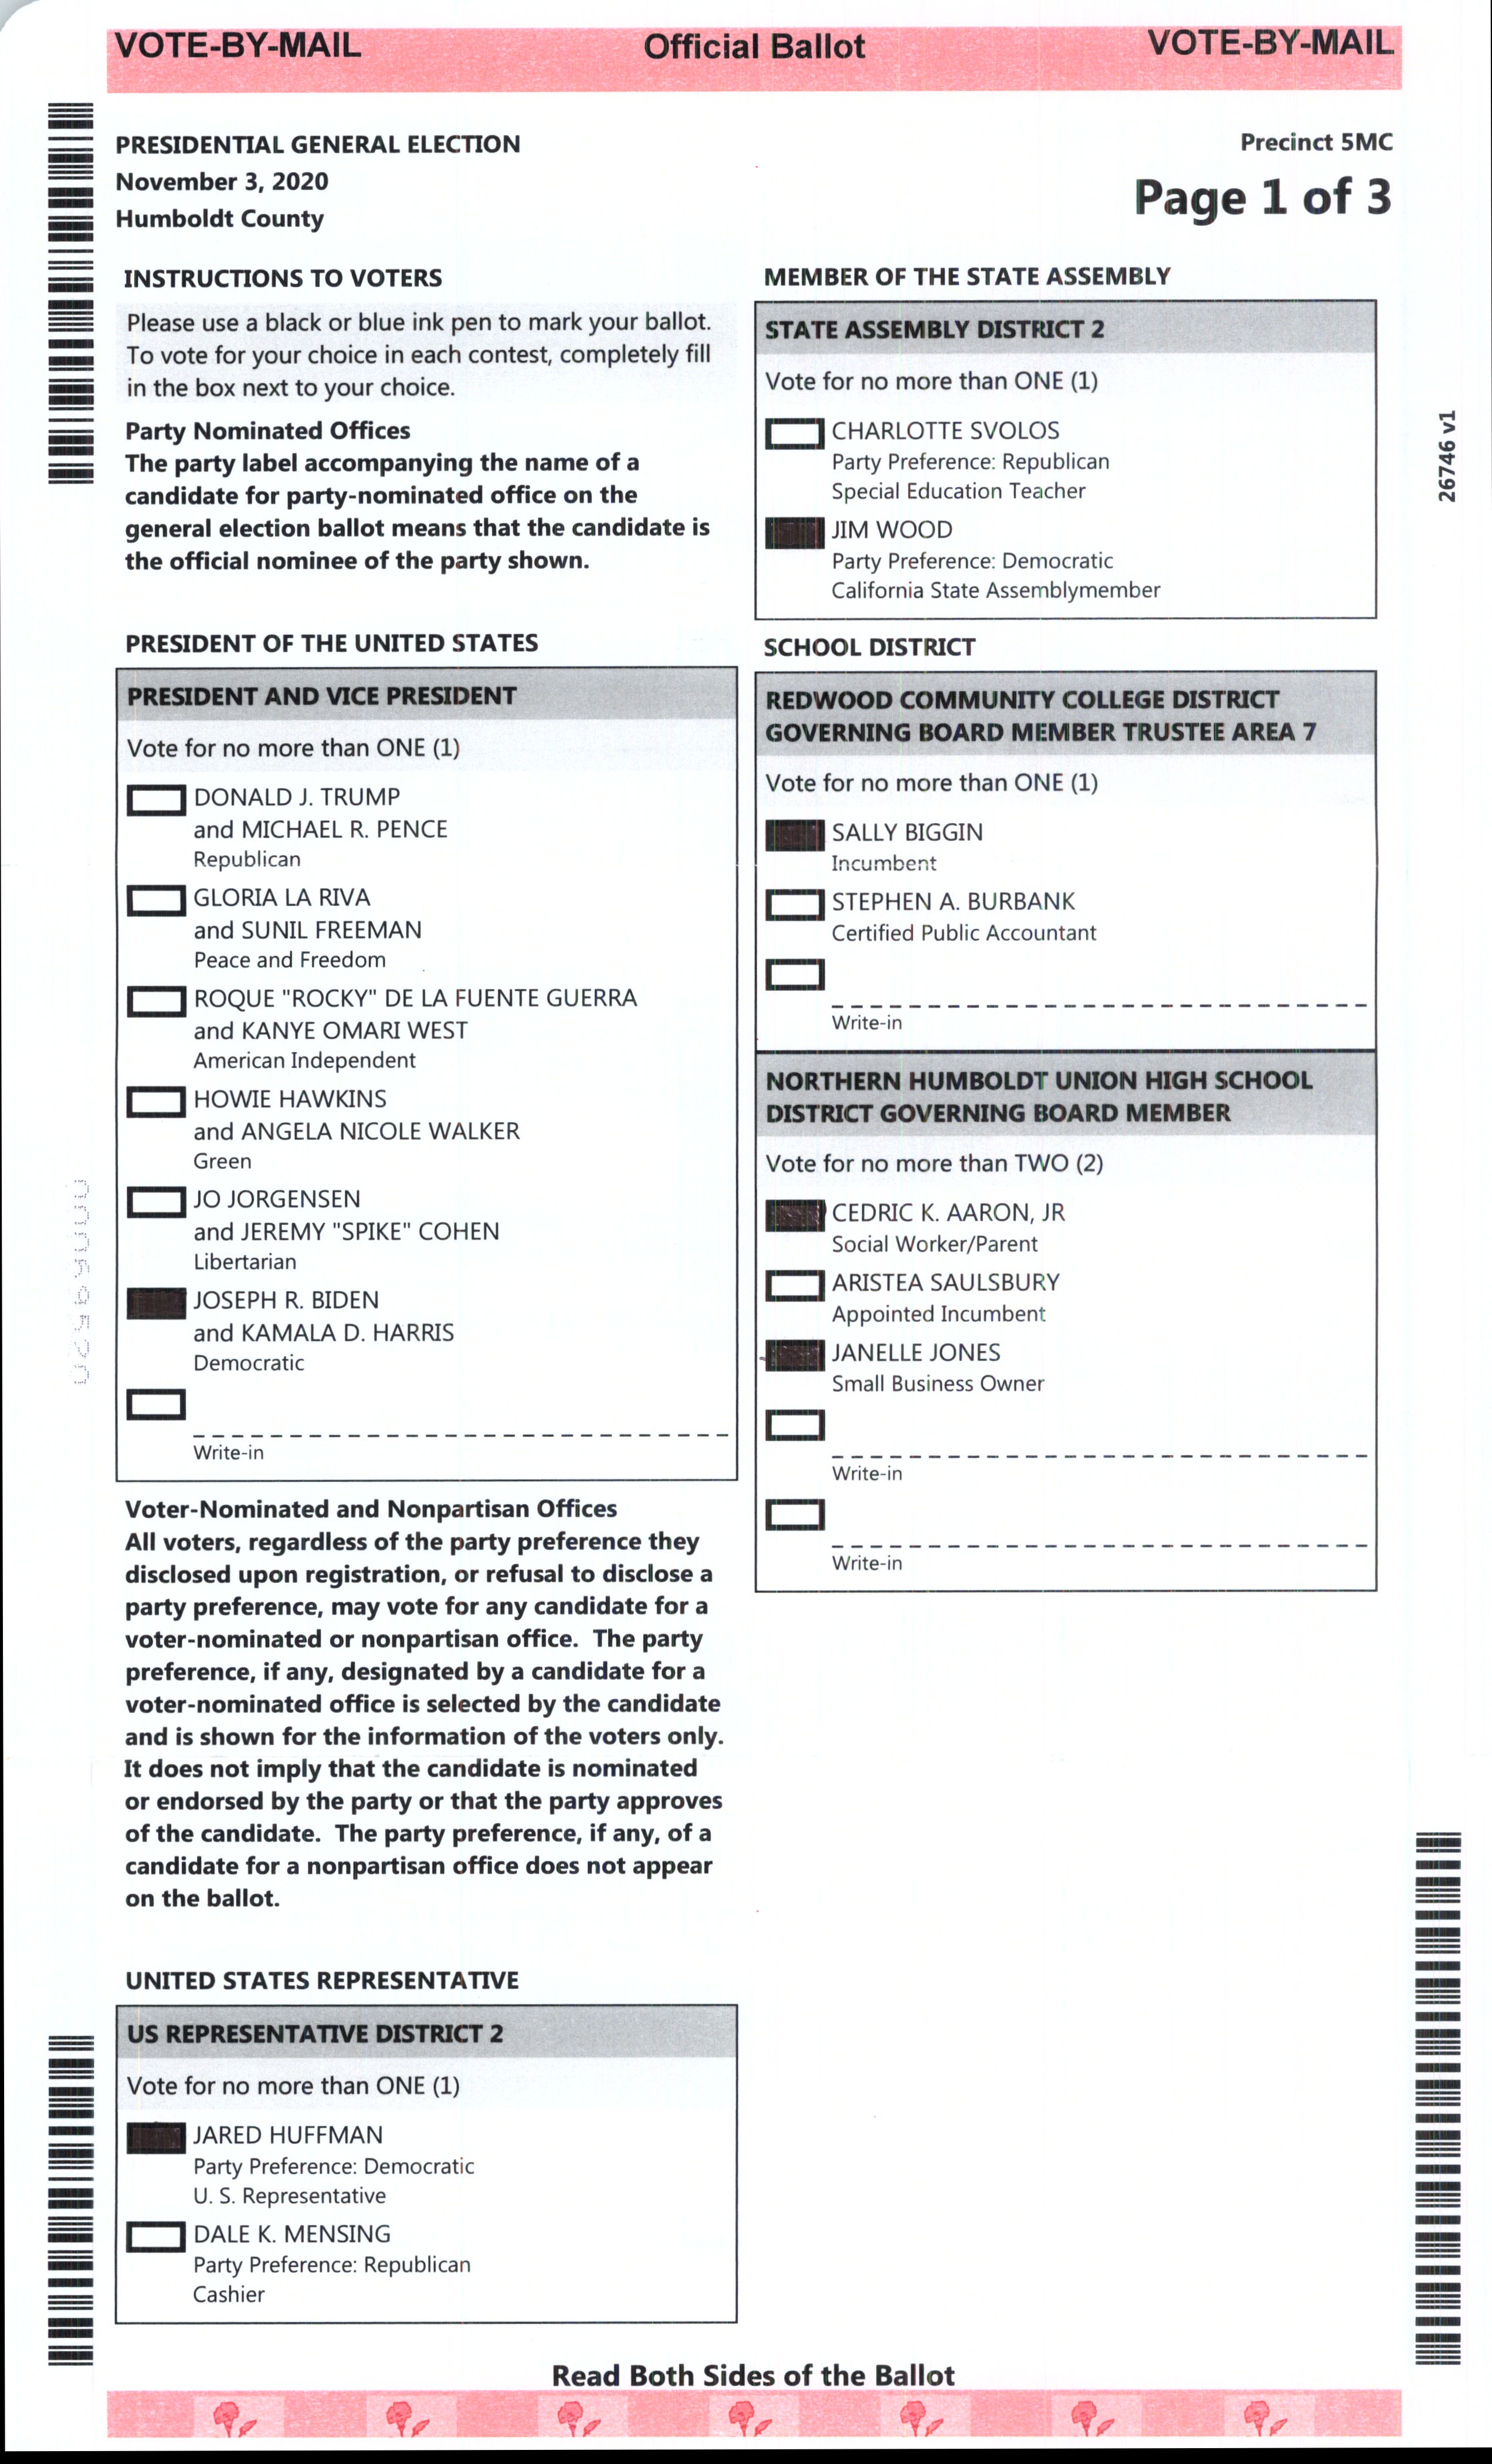 VOTE-BY-MAIL Official Ballot VOTE-BY-MAIL
PRESIDENTIAL GENERAL ELECTION
November 3, 2020
Humboldt County
Precinct 5MC
Page 1 of 3
INSTRUCTIONS TO VOTERS
Please use a black or blue ink pen to mark your ballot.
To vote for your choice in each contest, completely fill
in the box next to your choice.
Party Nominated Offices
The party label accompanying the name of a
candidate for party-nominated office on the
general election ballot means that the candidate is
the official nominee of the party shown.
PRESIDENT OF THE UNITED STATES
PRESIDENT AND VICE PRESIDENT
Vote for no more than ONE (1)
DONALD J. TRUMP
and MICHAEL R. PENCE
Republican
GLORIA LA RIVA
and SUNIL FREEMAN
Peace and Freedom
ROQUE "ROCKY" DE LA FUENTE GUERRA
and KANYE OMARI WEST
American Independent
HOWIE HAWKINS
and ANGELA NICOLE WALKER
Green
JO JORGENSEN
and JEREMY "SPIKE" COHEN
Libertarian
JOSEPH R. BIDEN
and KAMALA D. HARRIS
Democratic
Write-in
Voter-Nominated and Nonpartisan Offices
All voters, regardless of the party preference they
disclosed upon registration, or refusal to disclose a
party preference, may vote for any candidate for a
voter-nominated or nonpartisan office. The party
preference, if any, designated by a candidate for a
voter-nominated office is selected by the candidate
and is shown for the information of the voters only.
It does not imply that the candidate is nominated
or endorsed by the party or that the party approves
of the candidate. The party preference, if any, of a
candidate for a nonpartisan office does not appear
on the ballot.
UNITED STATES REPRESENTATIVE
US REPRESENTATIVE DISTRICT 2
Vote for no more than ONE (1)
JARED HUFFMAN
Party Preference: Democratic
U. S. Representative
DALE K. MENSING
Party Preference: Republican
Cashier
MEMBER OF THE STATE ASSEMBLY
STATE ASSEMBLY DISTRICT 2
Vote for no more than ONE (1)
CHARLOTTE SVOLOS
Party Preference: Republican
Special Education Teacher
JIM WOOD
Party Preference: Democratic
California State Assemblymember
SCHOOL DISTRICT
REDWOOD COMMUNITY COLLEGE DISTRICT
GOVERNING BOARD MEMBER TRUSTEE AREA 7
Vote for no more than ONE (1)
SALLY BIGGIN
Incumbent
STEPHEN A. BURBANK
Certified Public Accountant
Write-in
NORTHERN HUMBOLDT UNION HIGH SCHOOL
DISTRICT GOVERNING BOARD MEMBER
Vote for no more than TWO (2)
CEDRIC K. AARON, JR
Social Worker/Parent
ARISTEA SAULSBURY
Appointed Incumbent
JANELLE JONES
Small Business Owner
Write-in
Write-in
26746 v1
Read Both Sides of the Ballot